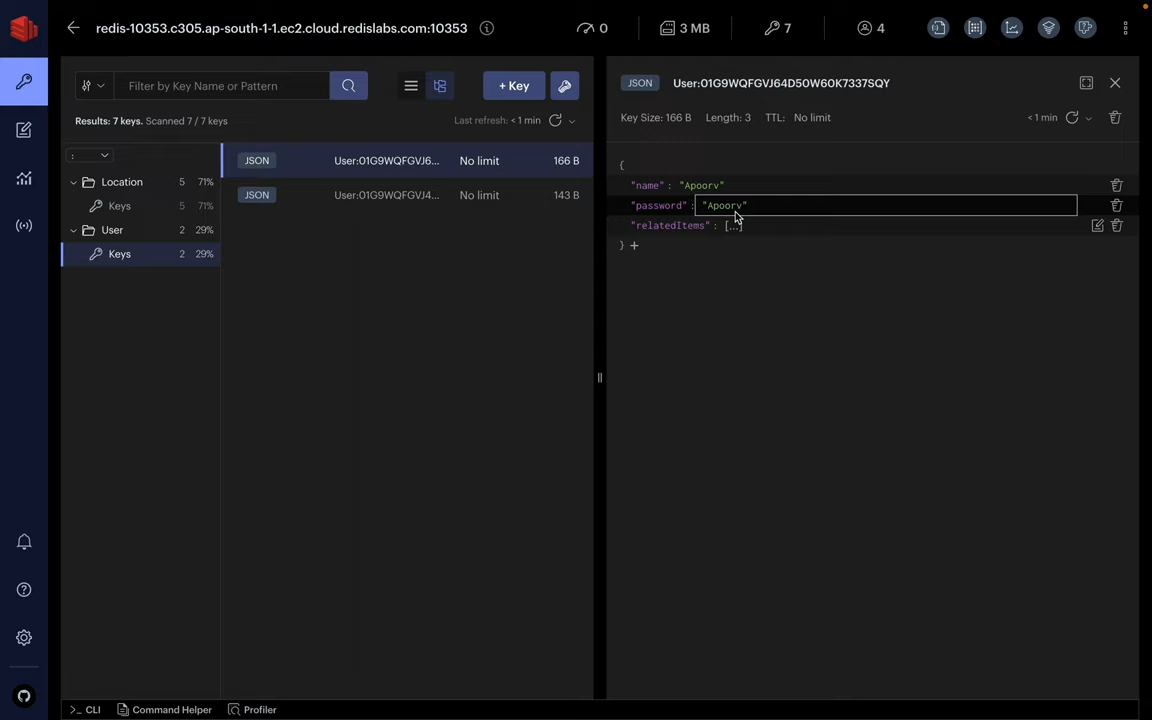 redis-10353.c305.ap-south-1-1.ec2.cloud.redislabs.com:10353
0
3 MB
7
4
Filter by Key Name or Pattern
+ Key
Results: 7 keys. Scanned 7 / 7 keys
Last refresh: < 1 min
:
Location 5 71%
Keys 5 71%
User 2 29%
Keys 2 29%
JSON User:01G9WQFGVJ6... No limit 166 B
JSON User:01G9WQFGVJ4... No limit 143 B
JSON User:01G9WQFGVJ64D50W60K7337SQY
Key Size: 166 B Length: 3 TTL: No limit < 1 min
{
"name" : "Apoorv"
"password" : "Apoorv"
"relatedItems" : [...]
} +
>_ CLI Command Helper Profiler